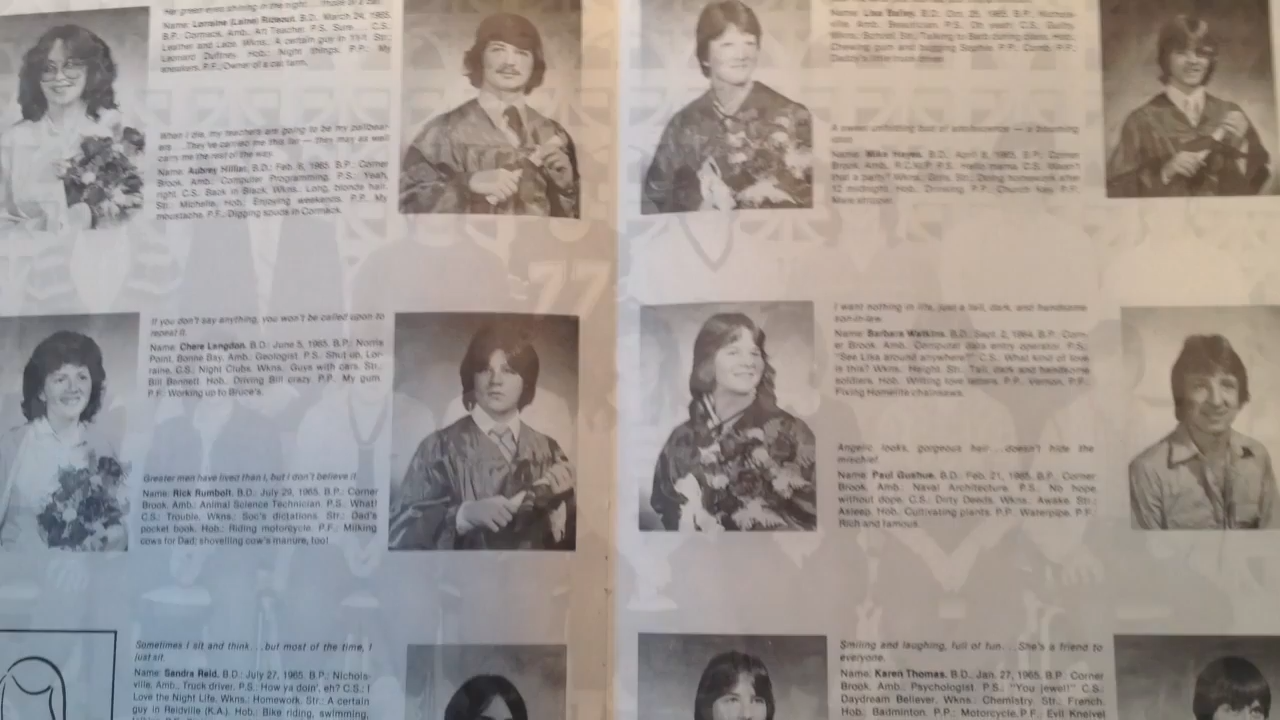 Her green eyes shining in the night...
Name: Lorraine (Laine) Rideout. B.D.: March 24, 1965.
B.P.: Cormack. Amb.: Art Teacher. P.S.: Sure... C.S.:
Leather and Lace. Wkns.: A certain guy in Str.:
Leonard Hob.: Night things. P.P.: My
sneakers. P.F.: Owner of a cat farm.
When I die, my teachers are going to be my pallbear-
ers...They've carried me this far — they may as well
carry me the rest of the way.
Name: Aubrey Hillier. B.D.: Feb. 8, 1965. B.P.: Corner
Brook. Amb.: Computer Programming. P.S.: Yeah,
right. C.S.: Back in Black. Wkns.: Long, blonde hair.
Str.: Michelle. Hob.: Enjoying weekends. P.P.: My
moustache. P.F.: Digging spuds in Cormack.
If you don't say anything, you won't be called upon to
repeat it.
Name: Chere Langdon. B.D.: June 5, 1965. B.P.: Norris
Point, Bonne Bay. Amb.: Geologist. P.S.: Shut up, Lor-
raine. C.S.: Night Clubs. Wkns.: Guys with cars. Str.:
Bill Bennett. Hob.: Driving Bill crazy. P.P.: My gum.
P.F.: Working up to Bruce's.
Greater men have lived than I, but I don't believe it.
Name: Rick Rumbolt. B.D.: July 29, 1965. B.P.: Corner
Brook. Amb.: Animal Science Technician. P.S.: What!
C.S.: Trouble. Wkns.: Soc's dictations. Str.: Dad's
pocket book. Hob.: Riding motorcycle. P.F.: Milking
cows for Dad; shovelling cow's manure, too!
Sometimes I sit and think...but most of the time, I
just sit.
Name: Sandra Reid. B.D.: July 27, 1965. B.P.: Nichols-
ville. Amb.: Truck driver. P.S.: How ya doin', eh? C.S.: I
Love the Night Life. Wkns.: Homework. Str.: A certain
guy in Reidville (K.A.). Hob.: Bike riding, swimming,
77
Name: Lisa Bailey. B.D.: Oct. 25, 1965. B.P.: Nichols-
ville. Amb.: Beautician. P.S.: C.S.:
Wkns.: School. Str.: Talking to Barb during class. Hob.:
Chewing gum and bugging Sophie. P.P.: Comb. P.F.:
Daddy's little truck driver.
A sweet unfolding bud of adolescence — a blooming
idiot.
Name: Mike Hayes. B.D.: April 8, 1965. B.P.: Corner
Brook. Amb.: R.C.M.P. P.S.: Hello mama. C.S.: Wasn't
that a party? Wkns.: Girls. Str.: Doing homework after
12 midnight. Hob.: Drinking. P.P.: Church key. P.F.:
Male stripper.
I want nothing in life, just a tall, dark, and handsome
son-in-law.
Name: Barbara Watkins. B.D.: Sept. 2, 1964. B.P.: Corn-
er Brook. Amb.: Computer data entry operator. P.S.:
"See Lisa around anywhere?" C.S.: What kind of love
is this? Wkns.: Height. Str.: Tall, dark and handsome
soldiers. Hob.: Writing love letters. P.P.: Vernon. P.F.:
Fixing Homelite chainsaws.
Angelic looks, gorgeous hair...doesn't hide the
mischief.
Name: Paul Gushue. B.D.: Feb. 21, 1965. B.P.: Corner
Brook. Amb.: Naval Architecture. P.S.: No hope
without dope. C.S.: Dirty Deeds. Wkns.: Awake. Str.:
Asleep. Hob.: Cultivating plants. P.P.: Waterpipe. P.F.:
Rich and famous.
Smiling and laughing, full of fun...She's a friend to
everyone.
Name: Karen Thomas. B.D.: Jan. 27, 1965. B.P.: Corner
Brook. Amb.: Psychologist. P.S.: "You jewel!" C.S.:
Daydream Believer. Wkns.: Chemistry. Str.: French.
Hob.: Badminton. P.P.: Motorcycle. P.F.: Evil Knievel